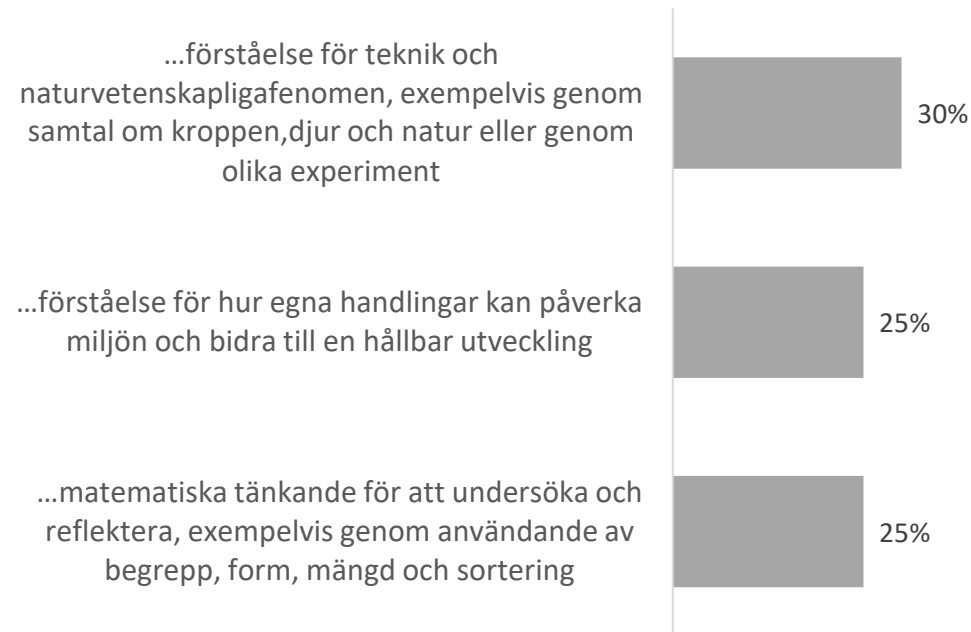 ...förståelse för teknik och
naturvetenskapligafenomen, exempelvis genom
samtal om kroppen,djur och natur eller genom
olika experiment
30%
...förståelse för hur egna handlingar kan påverka
miljön och bidra till en hållbar utveckling
25%
...matematiska tänkande för att undersöka och
reflektera, exempelvis genom användande av
begrepp, form, mängd och sortering
25%